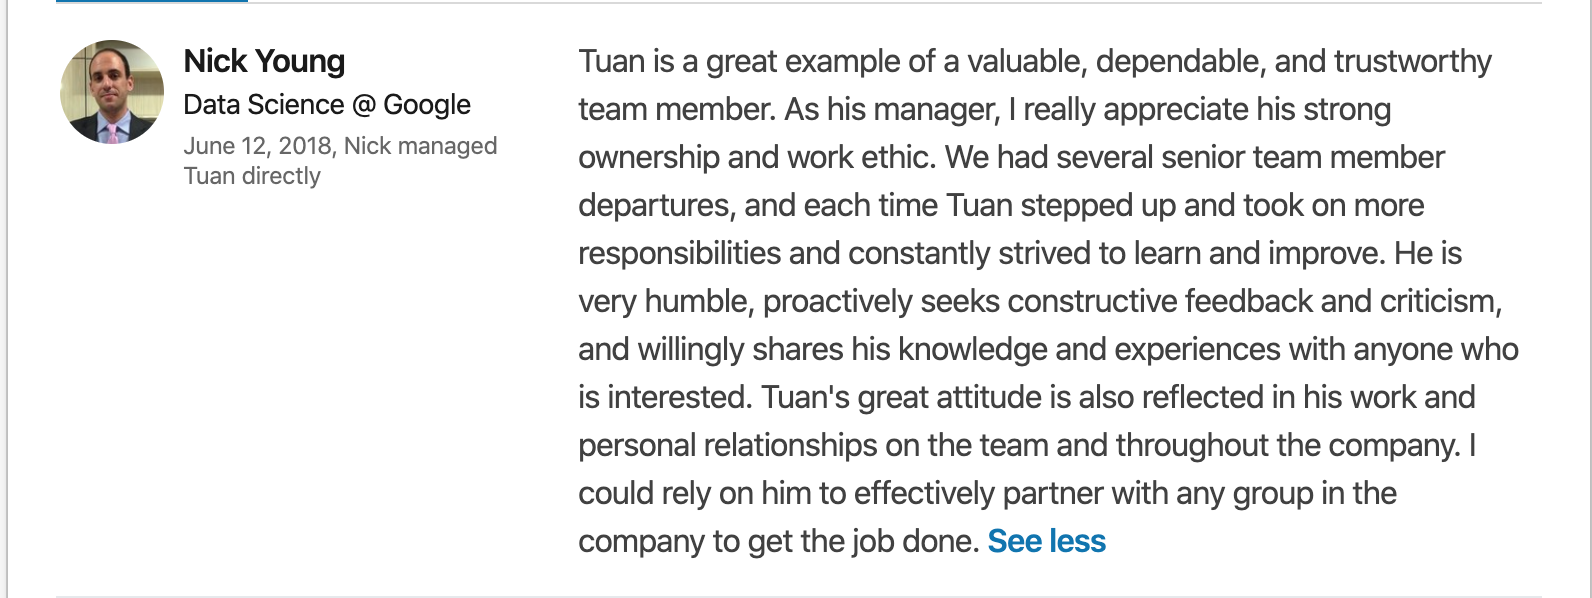 Nick Young
Data Science @ Google
June 12, 2018, Nick managed
Tuan directly
Tuan is a great example of a valuable, dependable, and trustworthy
team member. As his manager, I really appreciate his strong
ownership and work ethic. We had several senior team member
departures, and each time Tuan stepped up and took on more
responsibilities and constantly strived to learn and improve. He is
very humble, proactively seeks constructive feedback and criticism,
and willingly shares his knowledge and experiences with anyone who
is interested. Tuan's great attitude is also reflected in his work and
personal relationships on the team and throughout the company. I
could rely on him to effectively partner with any group in the
company to get the job done. See less